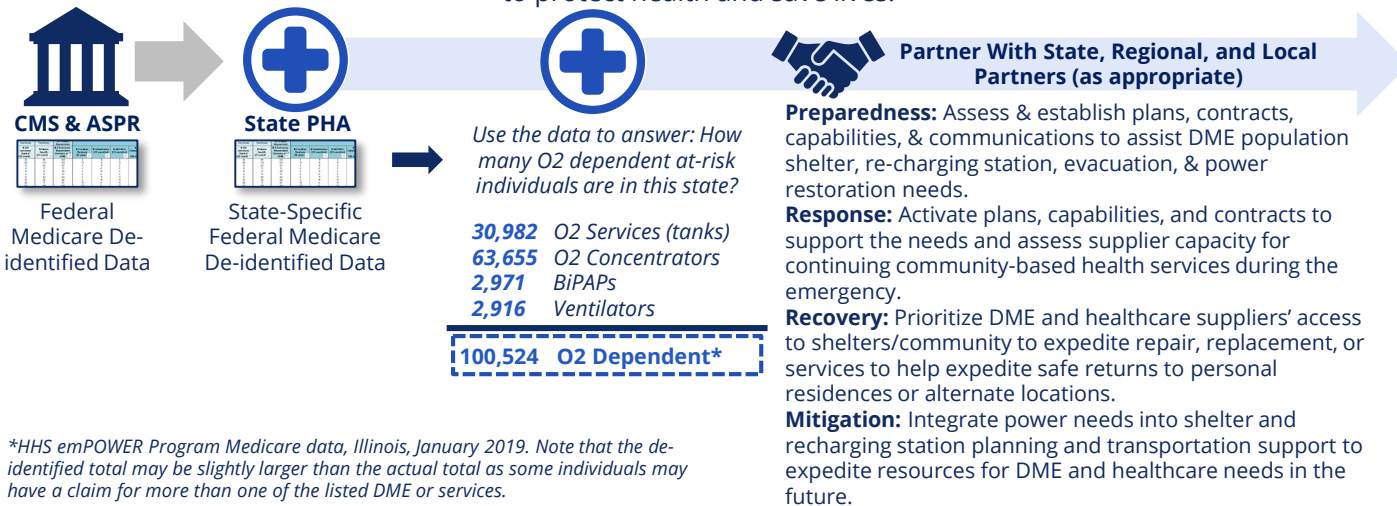 to protect health and save lives.
CMS & ASPR
Federal
Medicare De-
identified Data
State PHA
State-Specific
Federal Medicare
De-identified Data
Use the data to answer: How
many O2 dependent at-risk
individuals are in this state?
30,982 O2 Services (tanks)
63,655 O2 Concentrators
2,971 BiPAPs
2,916 Ventilators
100,524 O2 Dependent*
Partner With State, Regional, and Local
Partners (as appropriate)
Preparedness: Assess & establish plans, contracts,
capabilities, & communications to assist DME population
shelter, re-charging station, evacuation, & power
restoration needs.
Response: Activate plans, capabilities, and contracts to
support the needs and assess supplier capacity for
continuing community-based health services during the
emergency.
Recovery: Prioritize DME and healthcare suppliers’ access
to shelters/community to expedite repair, replacement, or
services to help expedite safe returns to personal
residences or alternate locations.
Mitigation: Integrate power needs into shelter and
recharging station planning and transportation support to
expedite resources for DME and healthcare needs in the
future.
*HHS emPOWER Program Medicare data, Illinois, January 2019. Note that the de-
identified total may be slightly larger than the actual total as some individuals may
have a claim for more than one of the listed DME or services.